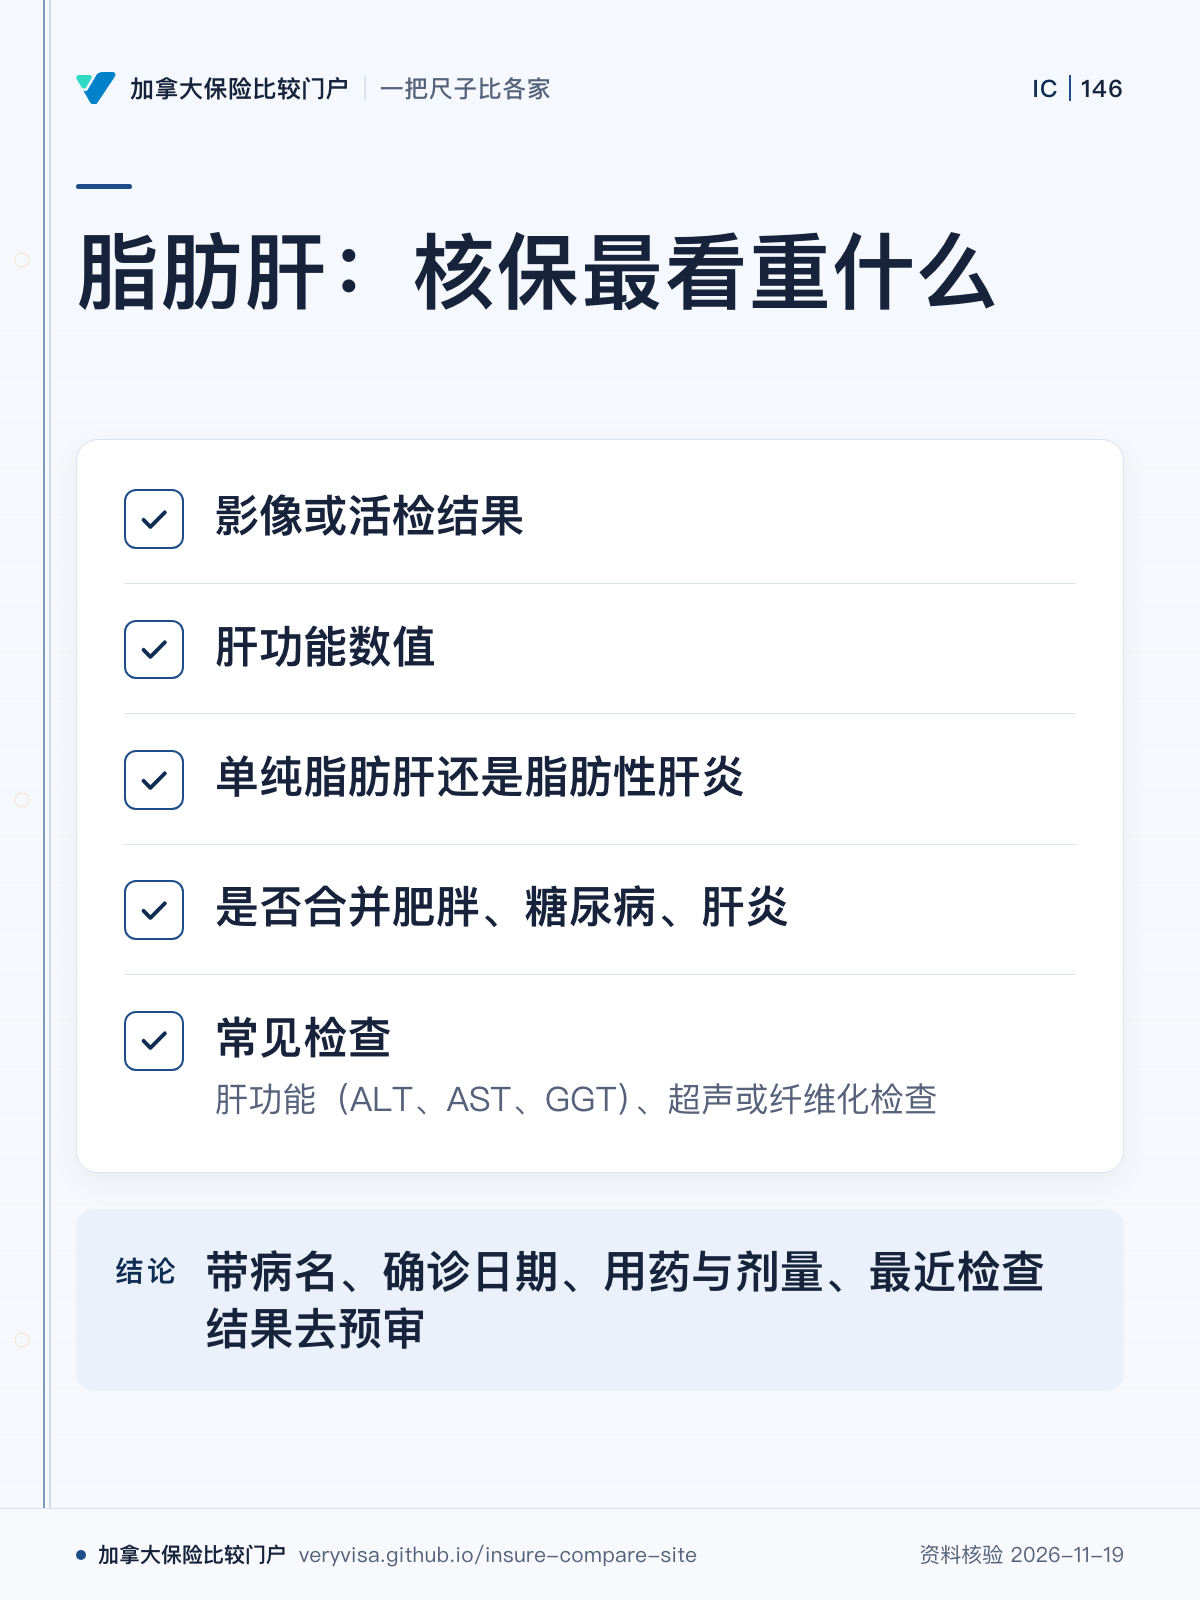 加拿大保险比较门户 一把尺子比各家
IC 146
脂肪肝：核保最看重什么
影像或活检结果
肝功能数值
单纯脂肪肝还是脂肪性肝炎
是否合并肥胖、糖尿病、肝炎
常见检查
肝功能（ALT、AST、GGT）、超声或纤维化检查
结论 带病名、确诊日期、用药与剂量、最近检查
结果去预审
加拿大保险比较门户 veryvisa.github.io/insure-compare-site 资料核验 2026-11-19